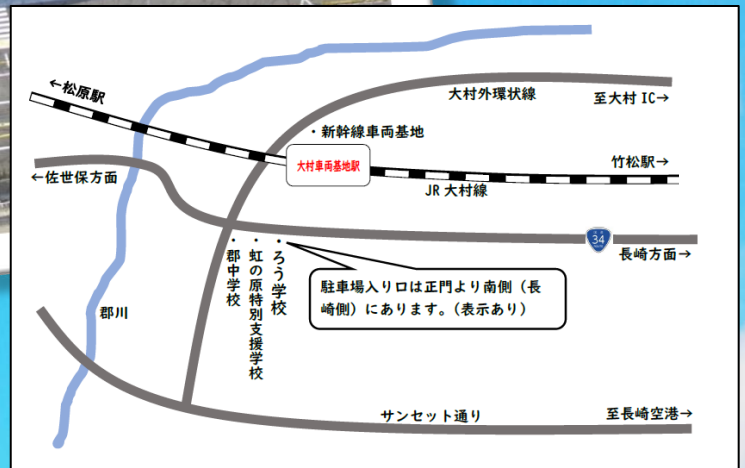 ←松原駅
大村外環状線
至大村 IC→
・新幹線車両基地
大村車両基地駅
竹松駅→
JR 大村線
←佐世保方面
34
長崎方面→
・ろう学校
・虹の原特別支援学校
・郡中学校
駐車場入り口は正門より南側（長
崎側）にあります。（表示あり）
郡川
サンセット通り
至長崎空港→